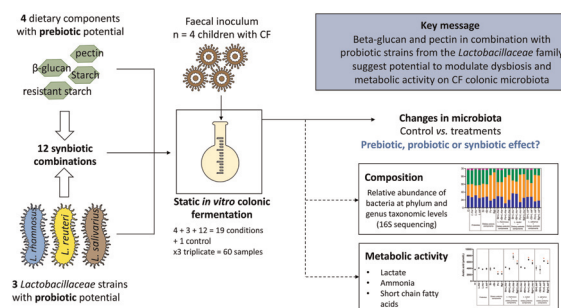 4 dietary components
with prebiotic potential
pectin
β-glucan
Starch
resistant starch
12 synbiotic
combinations
L. rhamnosus
L. reuteri
L. salivarius
3 Lactobacillaceae strains
with probiotic potential
Faecal inoculum
n = 4 children with CF
Static in vitro colonic
fermentation
4 + 3 + 12 = 19 conditions
+ 1 control
x3 triplicate = 60 samples
Key message
Beta-glucan and pectin in combination with
probiotic strains from the Lactobacillaceae family
suggest potential to modulate dysbiosis and
metabolic activity on CF colonic microbiota
Changes in microbiota
Control vs. treatments
Prebiotic, probiotic or synbiotic effect?
Composition
Relative abundance of
bacteria at phylum and
genus taxonomic levels
(16S sequencing)
Metabolic activity
• Lactate
• Ammonia
• Short chain fatty
acids